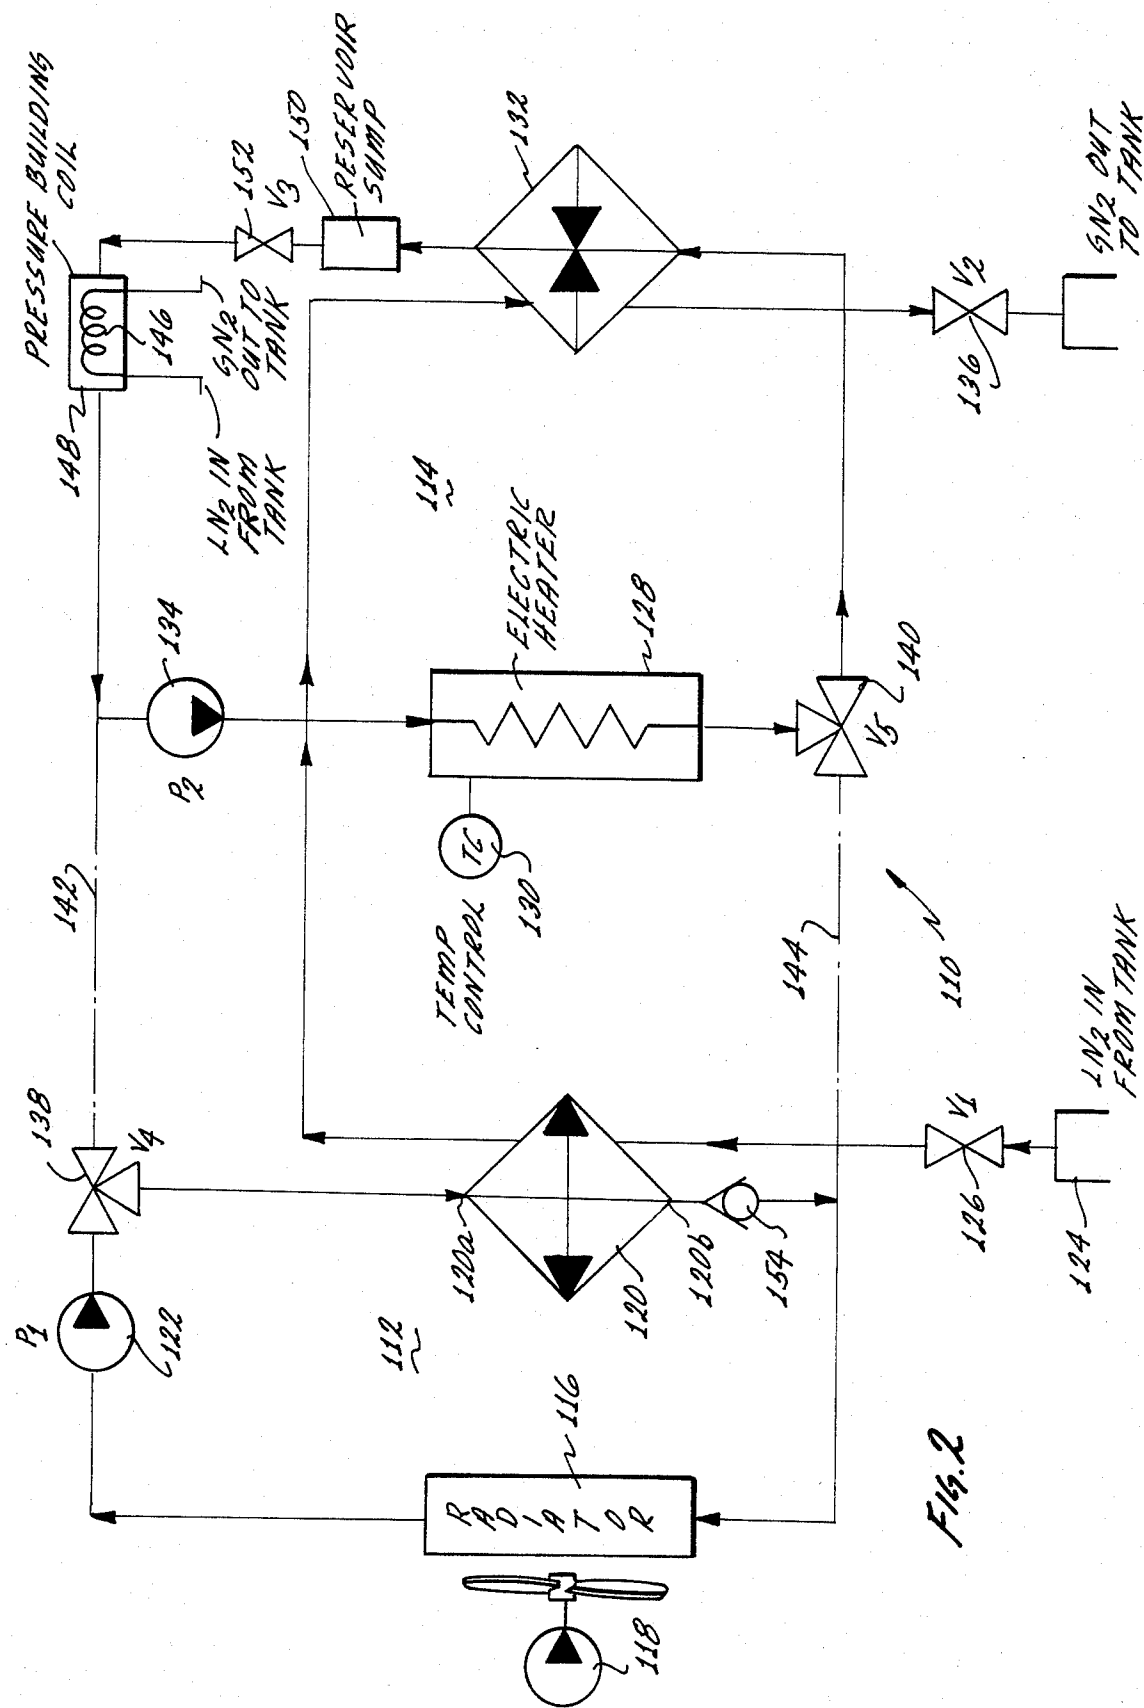 PRESSURE BUILDING
COIL
148
146
LN2 IN
FROM
TANK
GN2
OUT TO
TANK
152
V3
150
RESERVOIR
SUMP
132
134
P2
142
138
V4
P1
122
114
ELECTRIC
HEATER
128
TC
130
TEMP
CONTROL
120a
120
120b
154
112
RADIATOR
116
118
140
V5
144
110
V2
136
GN2 OUT
TO TANK
V1
126
124
LN2 IN
FROM TANK
FIG.2